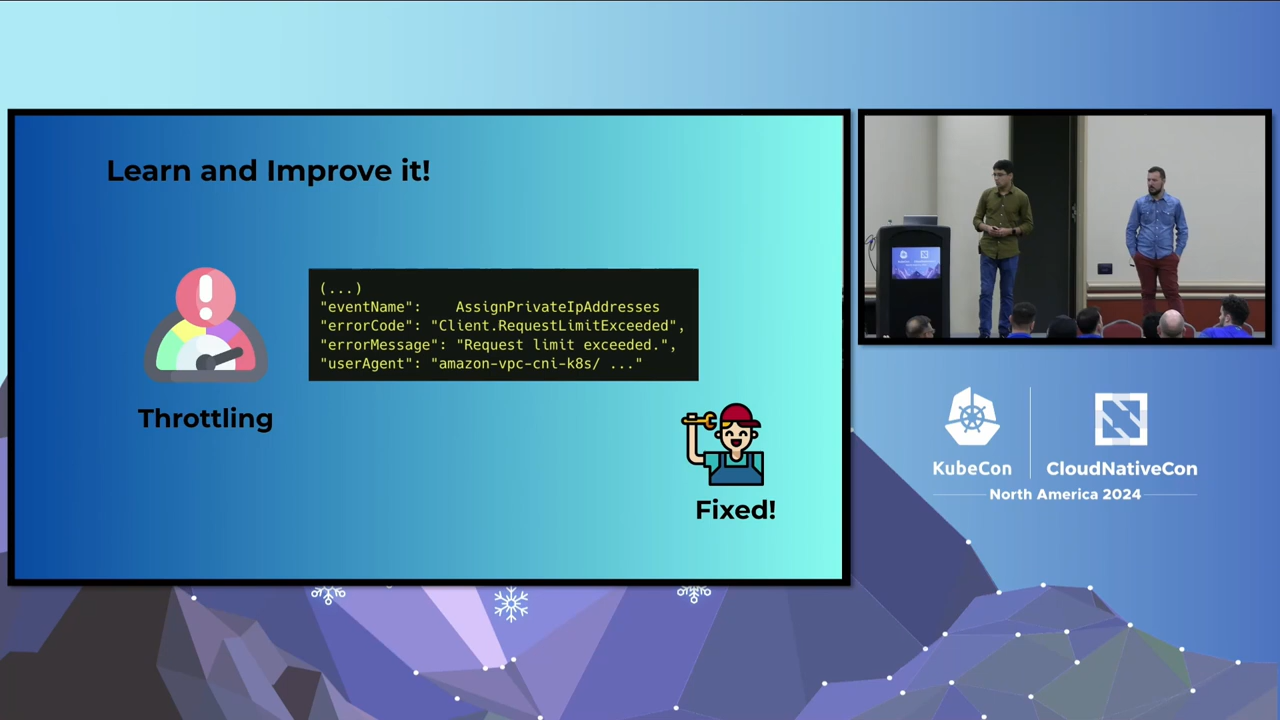 Learn and Improve it!
(...)
"eventName":    AssignPrivateIpAddresses
"errorCode": "Client.RequestLimitExceeded",
"errorMessage": "Request limit exceeded.",
"userAgent": "amazon-vpc-cni-k8s/ ..."
Throttling
Fixed!
KubeCon
CloudNativeCon
North America 2024